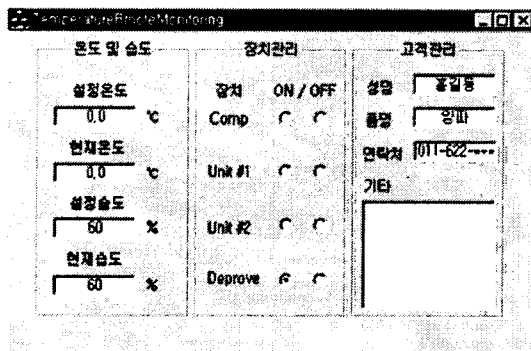 TemperatureBrocteMonitoring
온도 및 습도
설정온도
0.0 ℃
현재온도
0.0 ℃
설정습도
60 %
현재습도
60 %
장치관리
장치 ON / OFF
Comp
Unit #1
Unit #2
Deprove
고객관리
성명 홍길동
품명 양파
연락처 011-622-***
기타